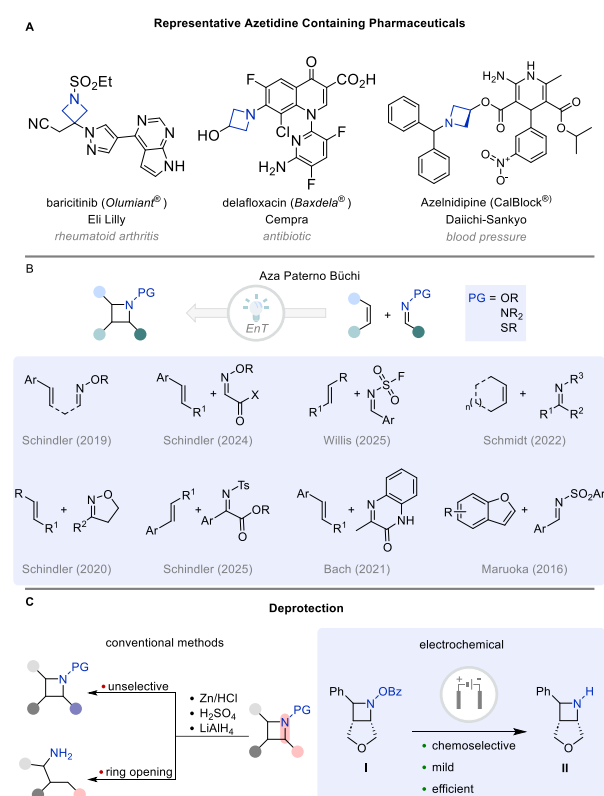 A
Representative Azetidine Containing Pharmaceuticals
SO₂Et
N
NC
N
N
N
N
NH
baricitinib (Olumiant®)
Eli Lilly
rheumatoid arthritis
O
F
CO₂H
N
N
HO
Cl
N
F
H₂N
F
delafloxacin (Baxdela®)
Cempra
antibiotic
H
H₂N
N
O
O
N
O
O
N⁺
O
O⁻
Azelnidipine (CalBlock®)
Daiichi-Sankyo
blood pressure
B
Aza Paterno Büchi
N
PG
EnT
+
PG
N
PG = OR
NR₂
SR
Ar
OR
N
Schindler (2019)
Ar
R¹
+
OR
N
X
O
Schindler (2024)
R
R¹
+
O
S
F
O
N
Ar
Willis (2025)
n
+
R³
N
R¹
R²
Schmidt (2022)
R
R¹
+
N
O
R²
Schindler (2020)
R¹
Ar
+
Ts
N
Ar
OR
O
Schindler (2025)
Ar
R¹
+
N
NH
O
Bach (2021)
R
O
+
SO₂Ar
N
Ar
Maruoka (2016)
C
Deprotection
conventional methods
N
PG
• unselective
NH₂
• ring opening
• Zn/HCl
• H₂SO₄
• LiAlH₄
PG
N
electrochemical
Ph
N
OBz
O
I
+
-
• chemoselective
• mild
• efficient
Ph
N
H
O
II